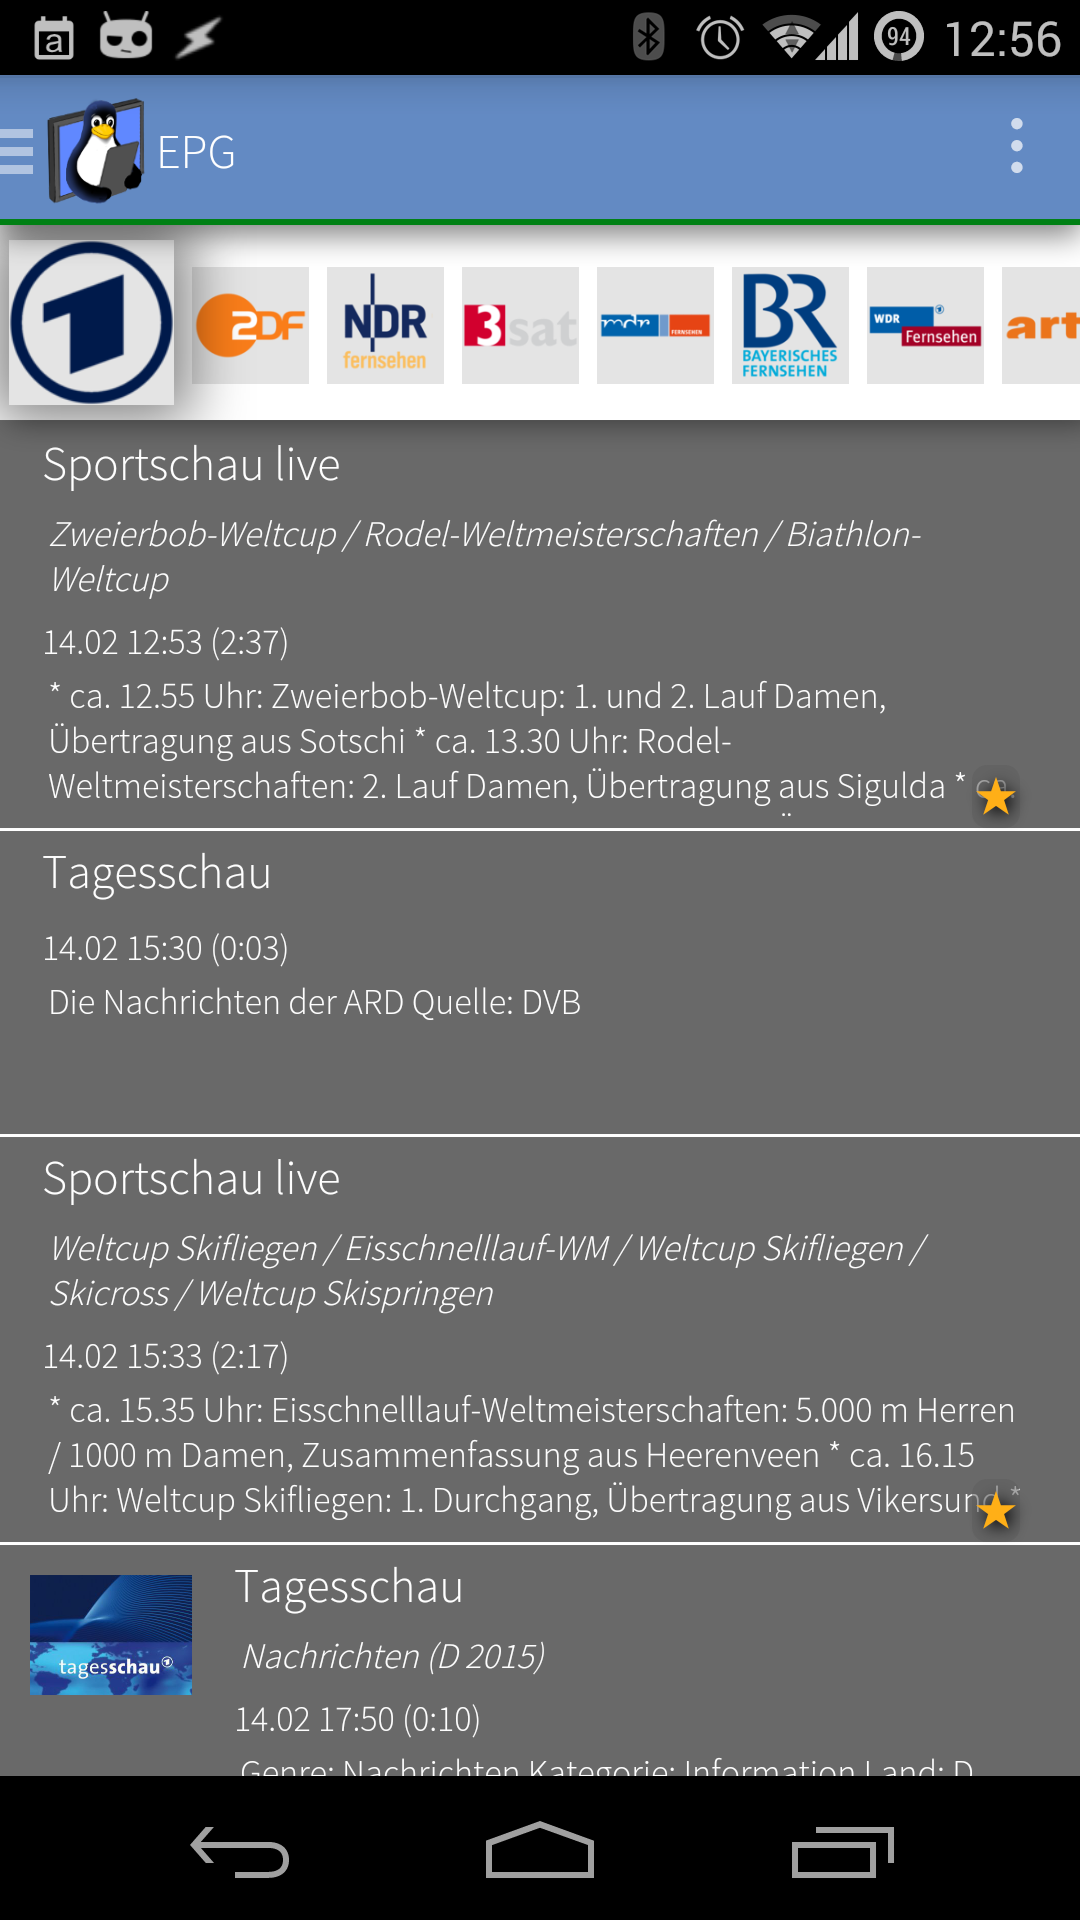 a
94
12:56
EPG
1
ZDF
NDR
fernsehen
3sat
mdr FERNSEHEN
BR
BAYERISCHES
FERNSEHEN
WDR
Fernsehen
art
Sportschau live
Zweierbob-Weltcup / Rodel-Weltmeisterschaften / Biathlon-
Weltcup
14.02 12:53 (2:37)
* ca. 12.55 Uhr: Zweierbob-Weltcup: 1. und 2. Lauf Damen,
Übertragung aus Sotschi * ca. 13.30 Uhr: Rodel-
Weltmeisterschaften: 2. Lauf Damen, Übertragung aus Sigulda * ca.
Tagesschau
14.02 15:30 (0:03)
Die Nachrichten der ARD Quelle: DVB
Sportschau live
Weltcup Skifliegen / Eisschnelllauf-WM / Weltcup Skifliegen /
Skicross / Weltcup Skispringen
14.02 15:33 (2:17)
* ca. 15.35 Uhr: Eisschnelllauf-Weltmeisterschaften: 5.000 m Herren
/ 1000 m Damen, Zusammenfassung aus Heerenveen * ca. 16.15
Uhr: Weltcup Skifliegen: 1. Durchgang, Übertragung aus Vikersund *
tagesschau
Tagesschau
Nachrichten (D 2015)
14.02 17:50 (0:10)
Genre: Nachrichten Kategorie: Information Land: D